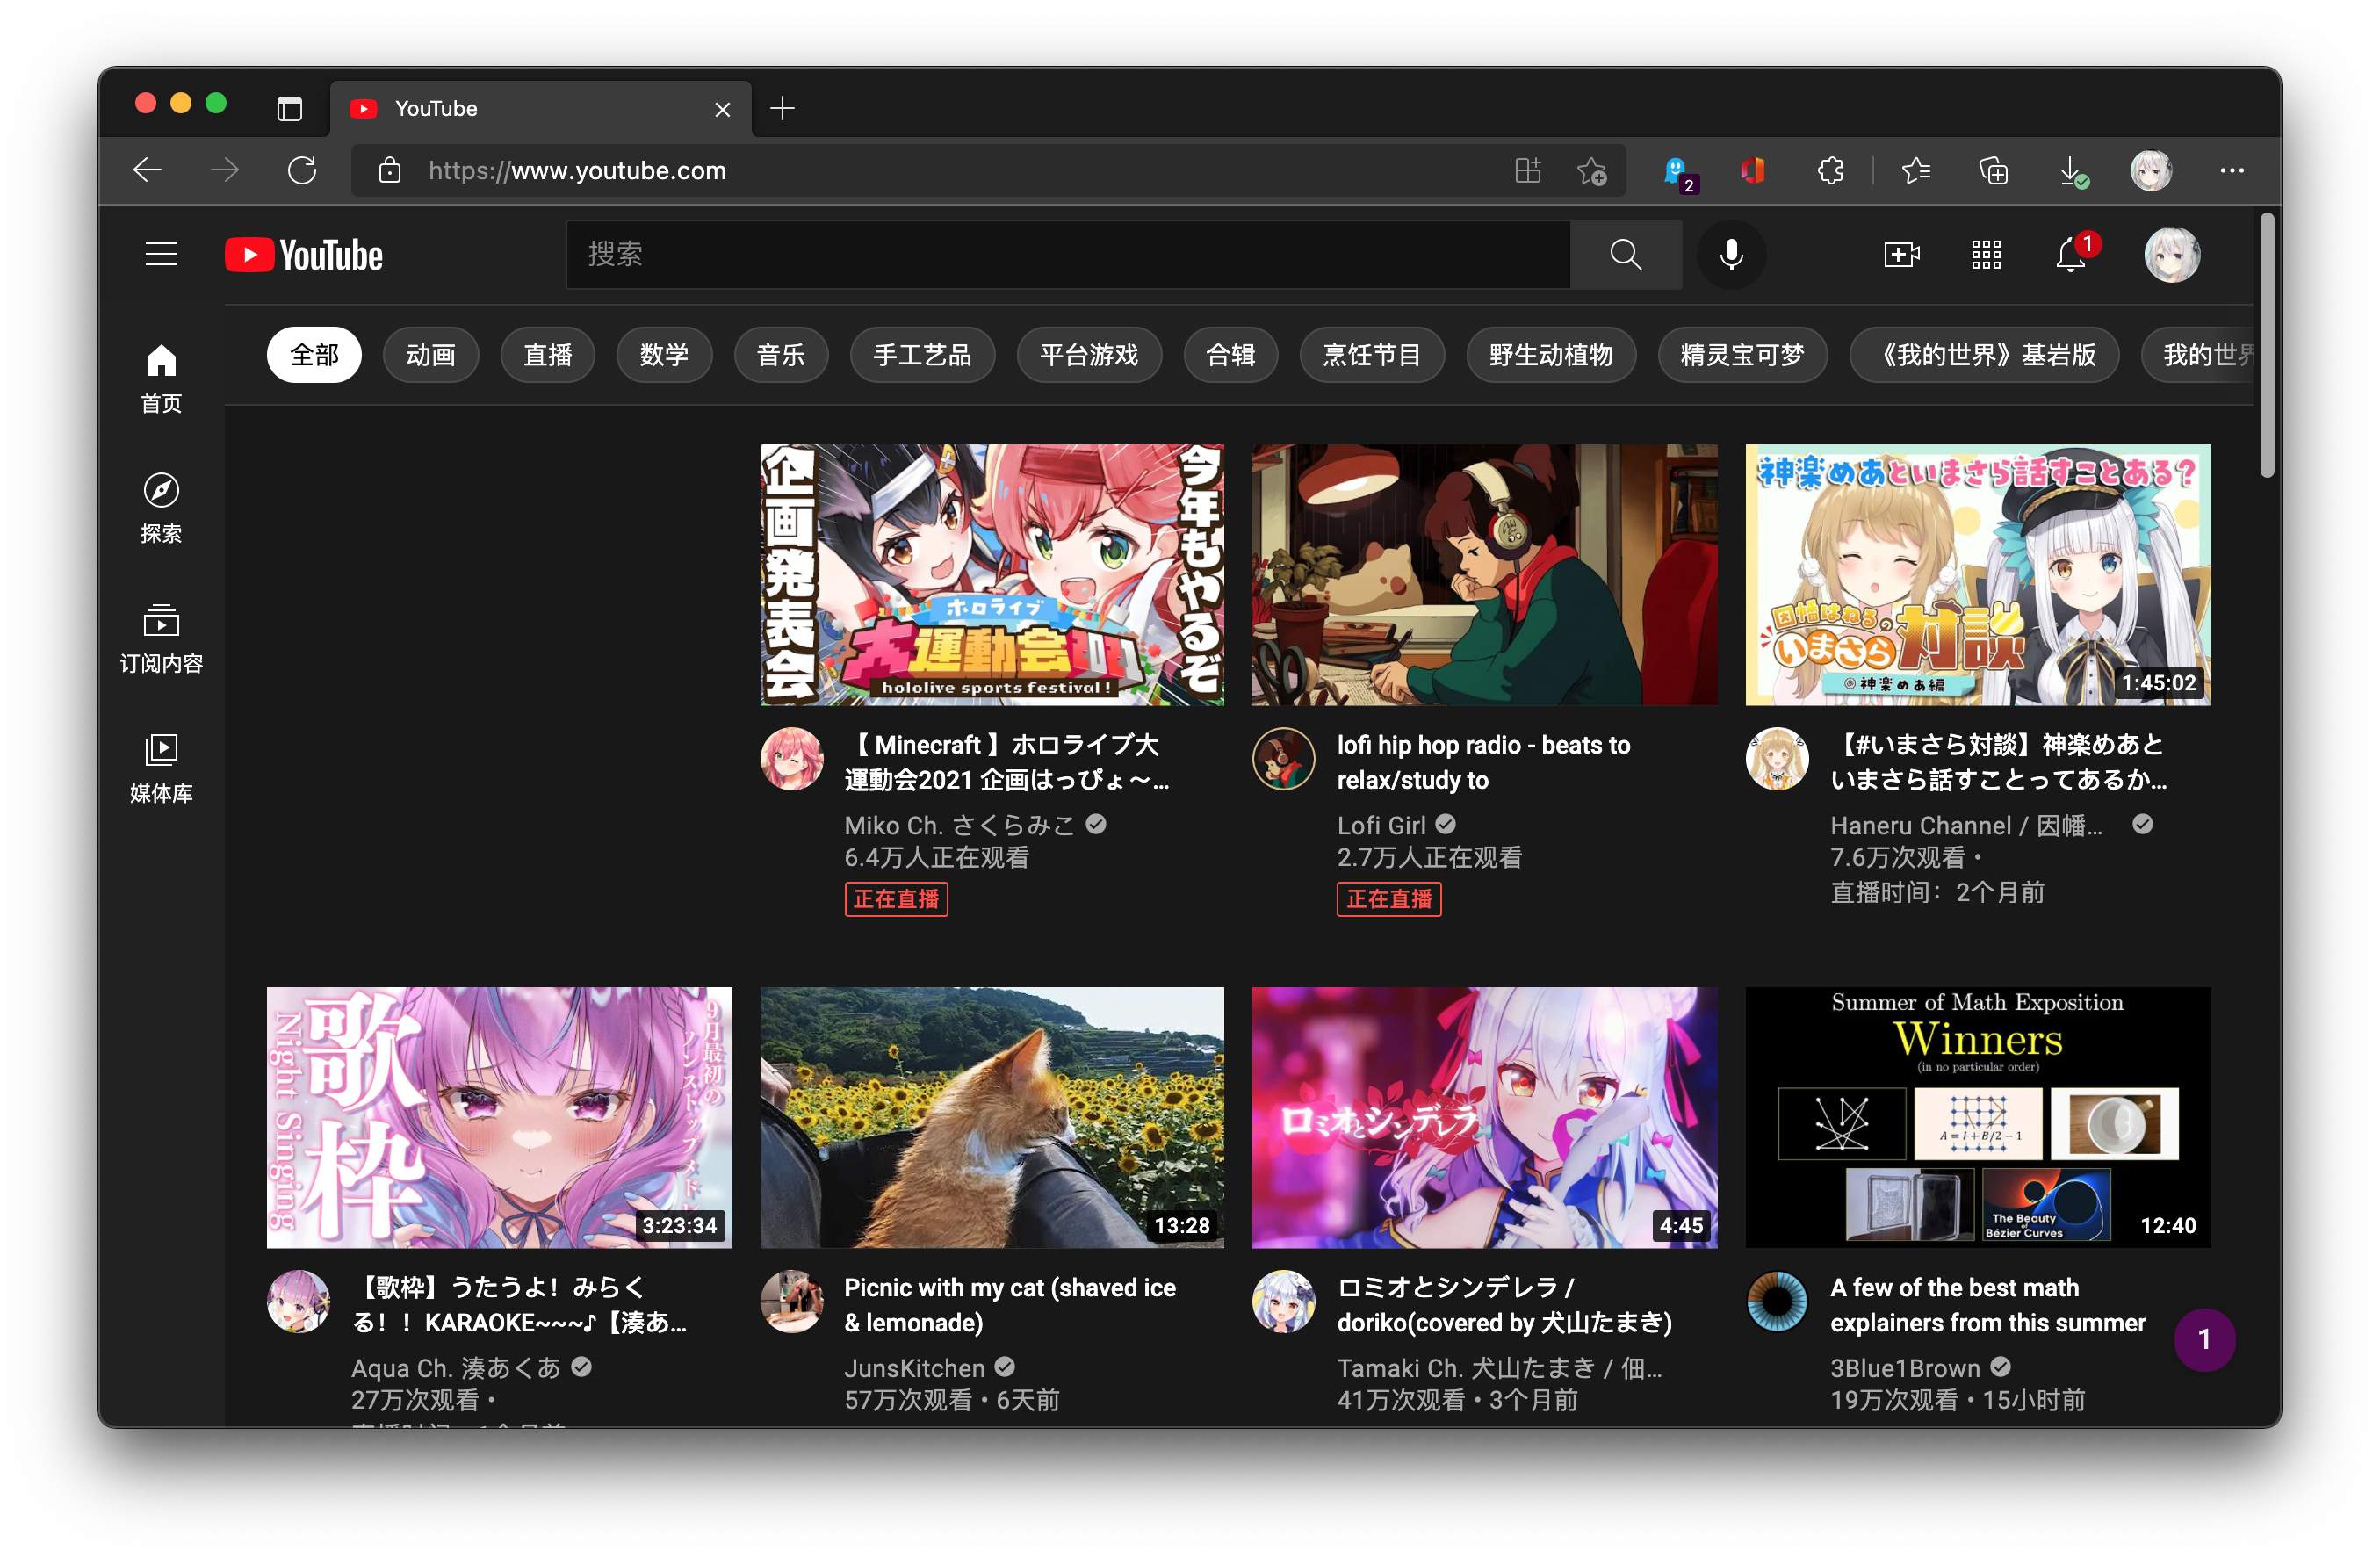 YouTube
https://www.youtube.com
2
YouTube
搜索
1
全部 动画 直播 数学 音乐 手工艺品 平台游戏 合辑 烹饪节目 野生动植物 精灵宝可梦 《我的世界》基岩版 我的世界
首页
探索
订阅内容
媒体库
企画発表会
今年もやるぞ
ホロライブ
大運動会
hololive sports festival!
【 Minecraft 】ホロライブ大
運動会2021 企画はっぴょ～...
Miko Ch. さくらみこ
6.4万人正在观看
正在直播
lofi hip hop radio - beats to
relax/study to
Lofi Girl
2.7万人正在观看
正在直播
神楽めあといまさら話すことある?
因幡はねるの
いまさら対談
@神楽めあ編
1:45:02
【#いまさら対談】神楽めあと
いまさら話すことってあるか...
Haneru Channel / 因幡...
7.6万次观看•
直播时间：2个月前
歌枠
Night Singing
9月最初の
ノンストップメド
3:23:34
【歌枠】うたうよ！みらく
る！！KARAOKE~~~♪【湊あ...
Aqua Ch. 湊あくあ
27万次观看•
13:28
Picnic with my cat (shaved ice
& lemonade)
JunsKitchen
57万次观看•6天前
ロミオとシンデレラ
4:45
ロミオとシンデレラ /
doriko(covered by 犬山たまき)
Tamaki Ch. 犬山たまき / 佃...
41万次观看•3个月前
Summer of Math Exposition
Winners
(in no particular order)
A = I + B/2 − 1
The Beauty
of
Bézier Curves
12:40
A few of the best math
explainers from this summer
3Blue1Brown
19万次观看•15小时前
1